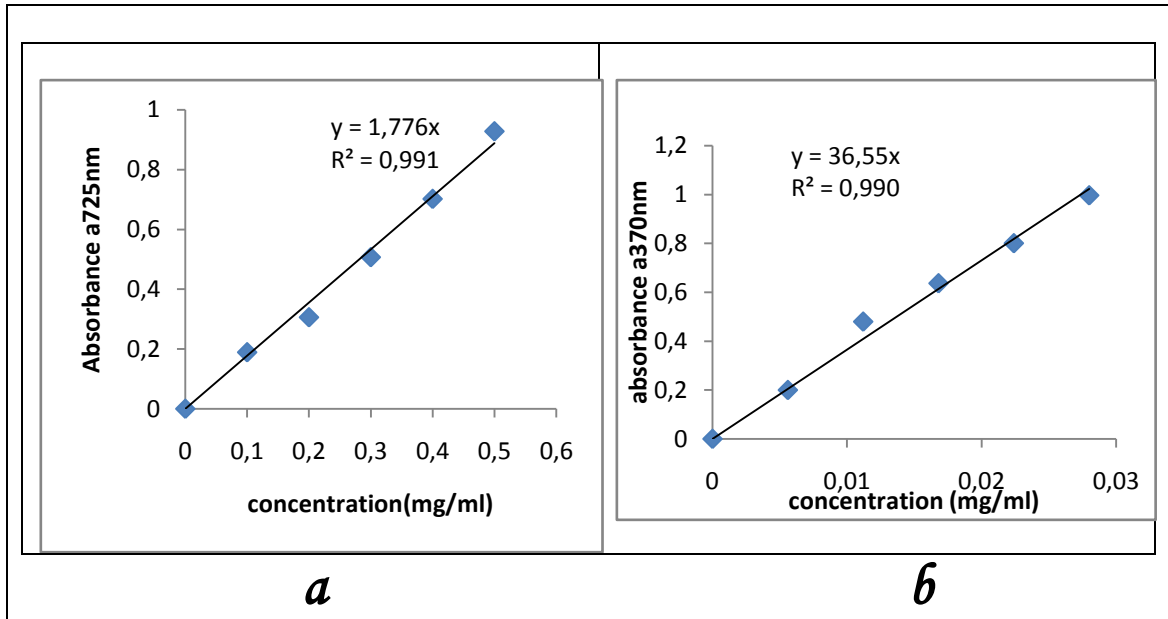 y = 1,776x
R² = 0,991
Absorbance a725nm
1
0,8
0,6
0,4
0,2
0
0 0,1 0,2 0,3 0,4 0,5 0,6
concentration(mg/ml)
y = 36,55x
R² = 0,990
absorbance a370nm
1,2
1
0,8
0,6
0,4
0,2
0
0 0,01 0,02 0,03
concentration (mg/ml)
a b